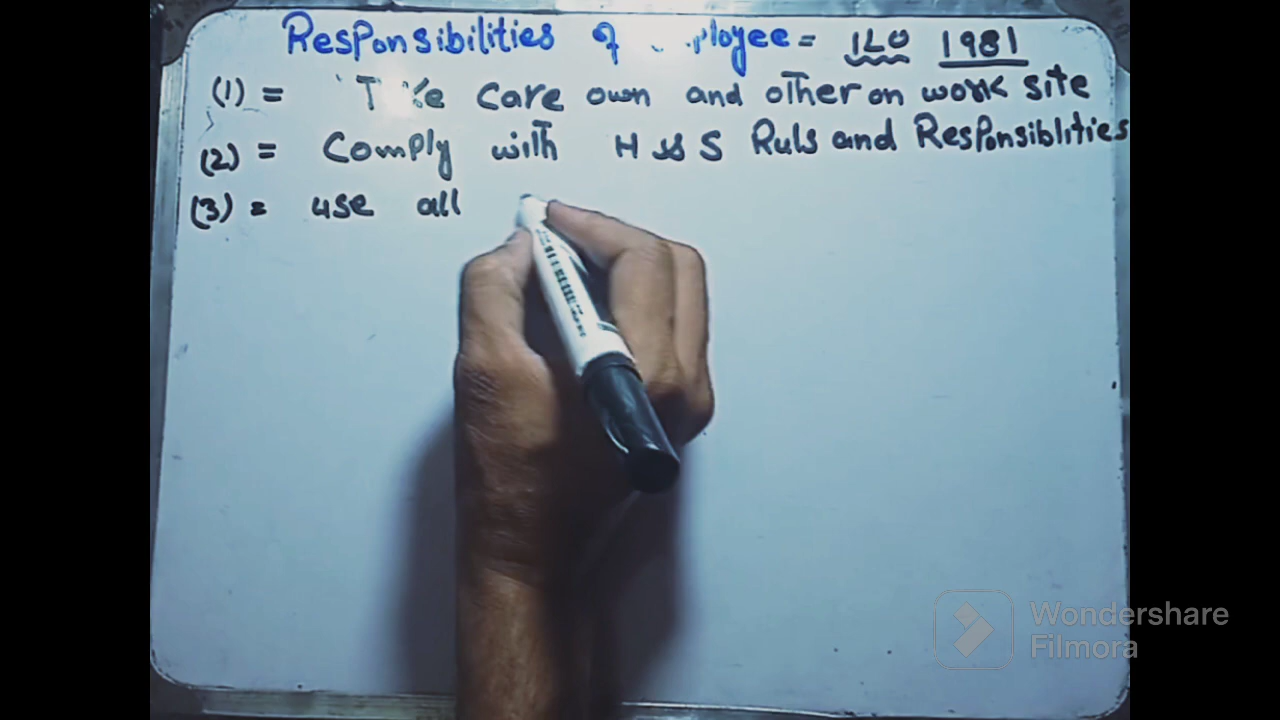 Responsibilities of ployee = ILO 1981
(1) = Take care own and other on work site
(2) = Comply with H & S Ruls and Responsiblities
(3) = use all
Wondershare
Filmora